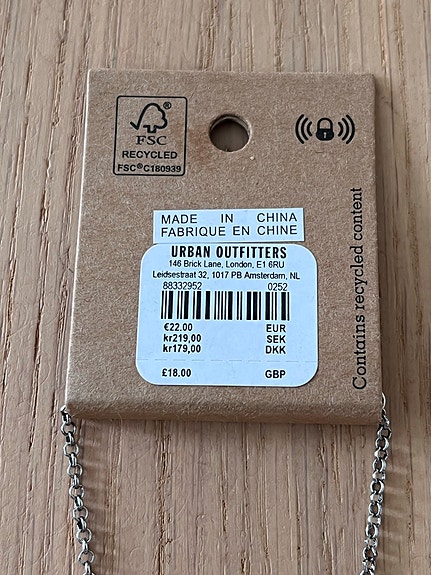 FSC®
RECYCLED
FSC®C180939
MADE IN CHINA
FABRIQUE EN CHINE
URBAN OUTFITTERS
146 Brick Lane, London, E1 6RU
Leidsestraat 32, 1017 PB Amsterdam, NL
88332952 0252
€22.00 EUR
kr219,00 SEK
kr179,00 DKK
£18.00 GBP
Contains recycled content